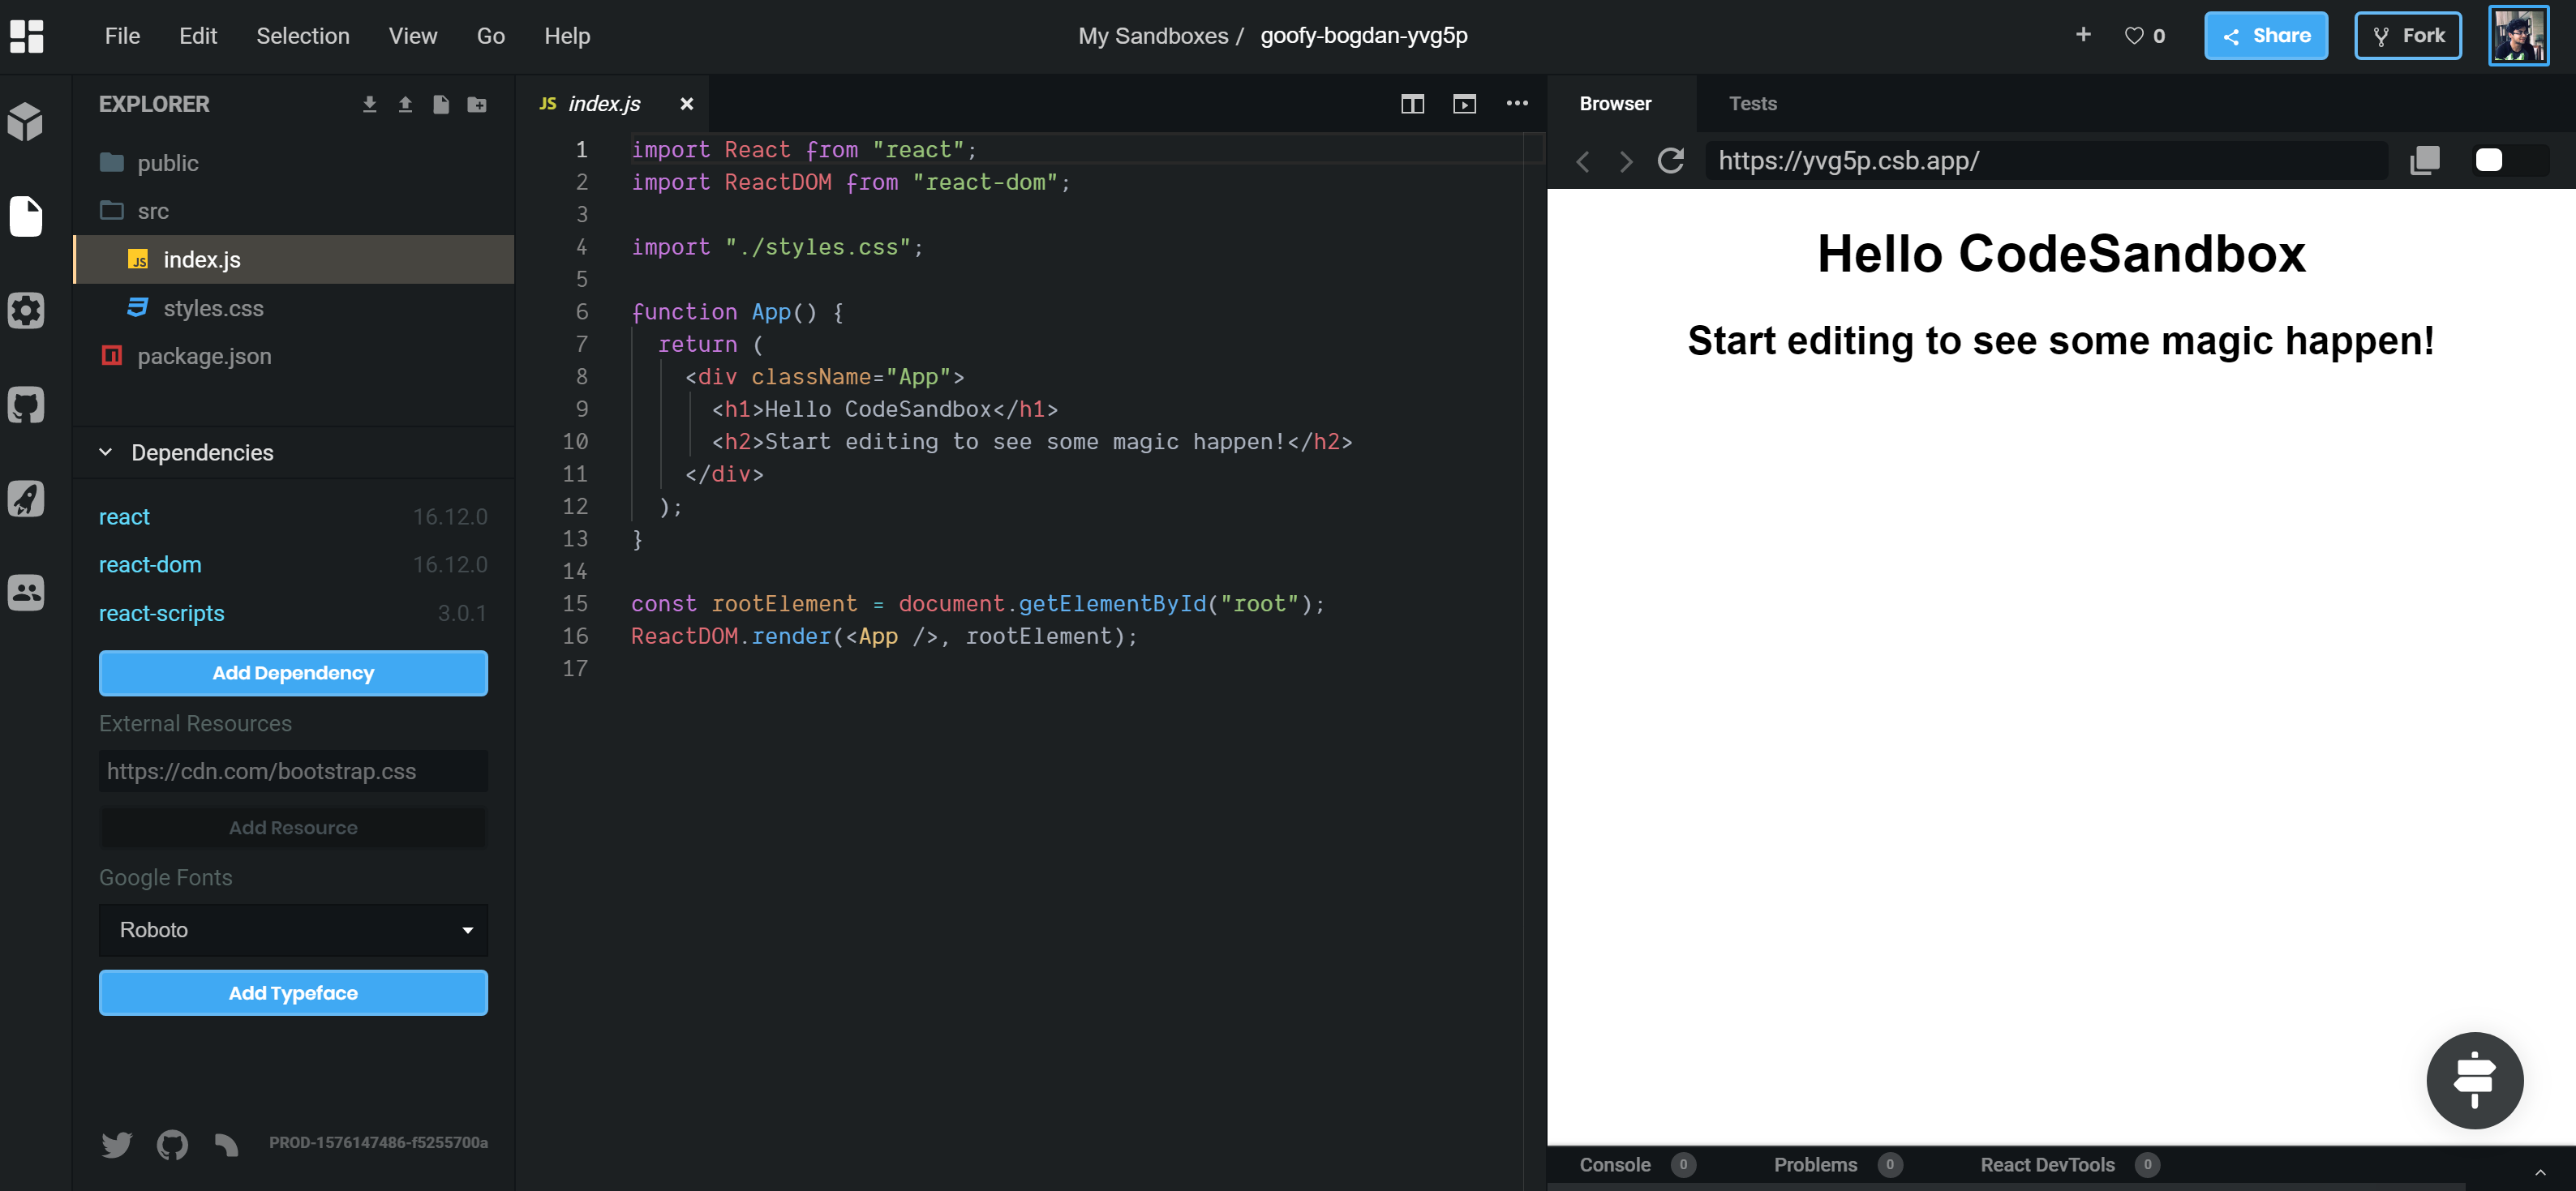 File Edit Selection View Go Help
My Sandboxes / goofy-bogdan-yvg5p
+ 0 Share Fork
EXPLORER
public
src
JS index.js
styles.css
package.json
Dependencies
react 16.12.0
react-dom 16.12.0
react-scripts 3.0.1
Add Dependency
External Resources
https://cdn.com/bootstrap.css
Add Resource
Google Fonts
Roboto
Add Typeface
PROD-1576147486-f5255700a
JS index.js
1 import React from "react";
2 import ReactDOM from "react-dom";
3
4 import "./styles.css";
5
6 function App() {
7 return (
8 <div className="App">
9 <h1>Hello CodeSandbox</h1>
10 <h2>Start editing to see some magic happen!</h2>
11 </div>
12 );
13 }
14
15 const rootElement = document.getElementById("root");
16 ReactDOM.render(<App />, rootElement);
17
Browser Tests
https://yvg5p.csb.app/
Hello CodeSandbox
Start editing to see some magic happen!
Console 0 Problems 0 React DevTools 0